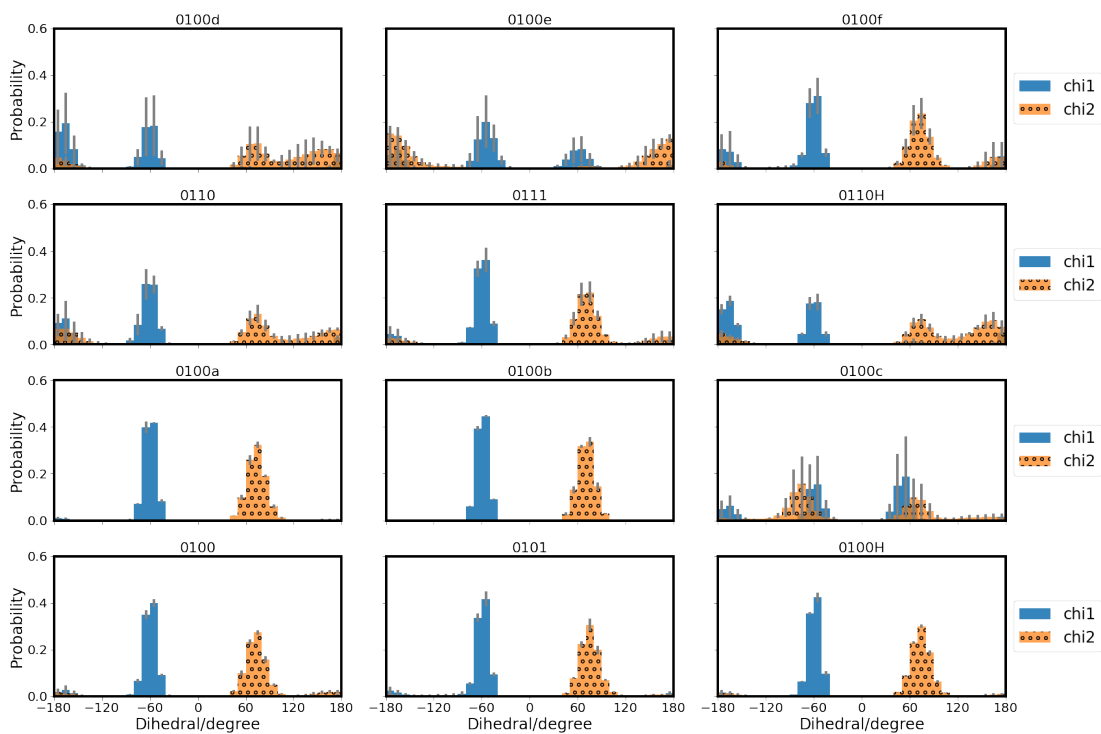 0100d 0100e 0100f
0.6
0.4
0.2
0.0
Probability
chi1
chi2
0110 0111 0110H
0.6
0.4
0.2
0.0
Probability
chi1
chi2
0100a 0100b 0100c
0.6
0.4
0.2
0.0
Probability
chi1
chi2
0100 0101 0100H
0.6
0.4
0.2
0.0
Probability
chi1
chi2
−180 −120 −60 0 60 120 180
−180 −120 −60 0 60 120 180
−180 −120 −60 0 60 120 180
Dihedral/degree Dihedral/degree Dihedral/degree